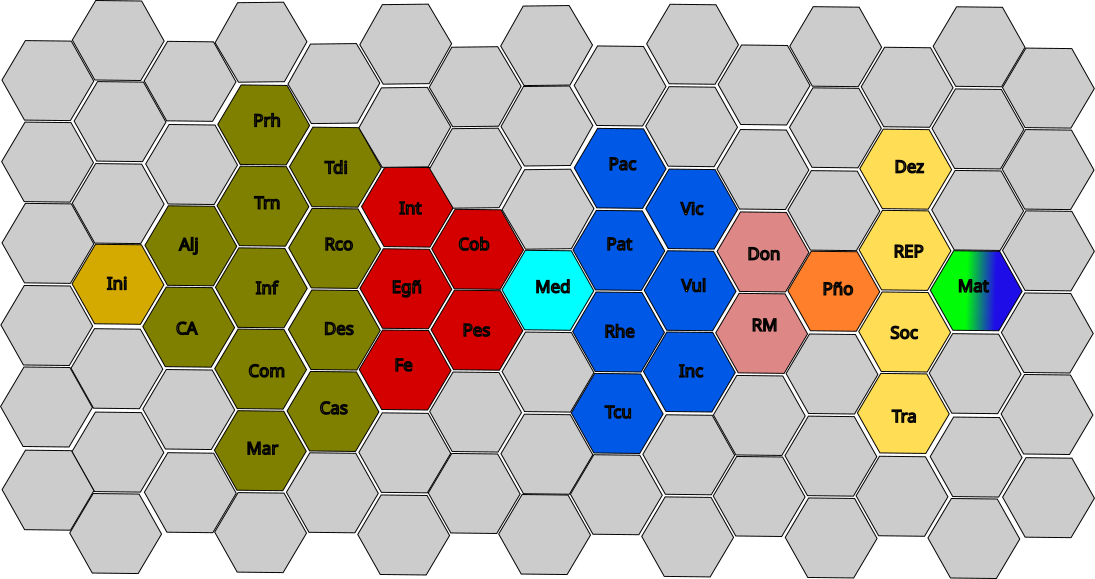 Prh
Tdi
Pac
Dez
Trn
Int
Vic
Alj
Rco
Cob
Pat
Don
REP
Ini
Inf
Egñ
Med
Vul
Pño
Mat
CA
Des
Pes
Rhe
RM
Soc
Com
Fe
Inc
Cas
Tcu
Tra
Mar